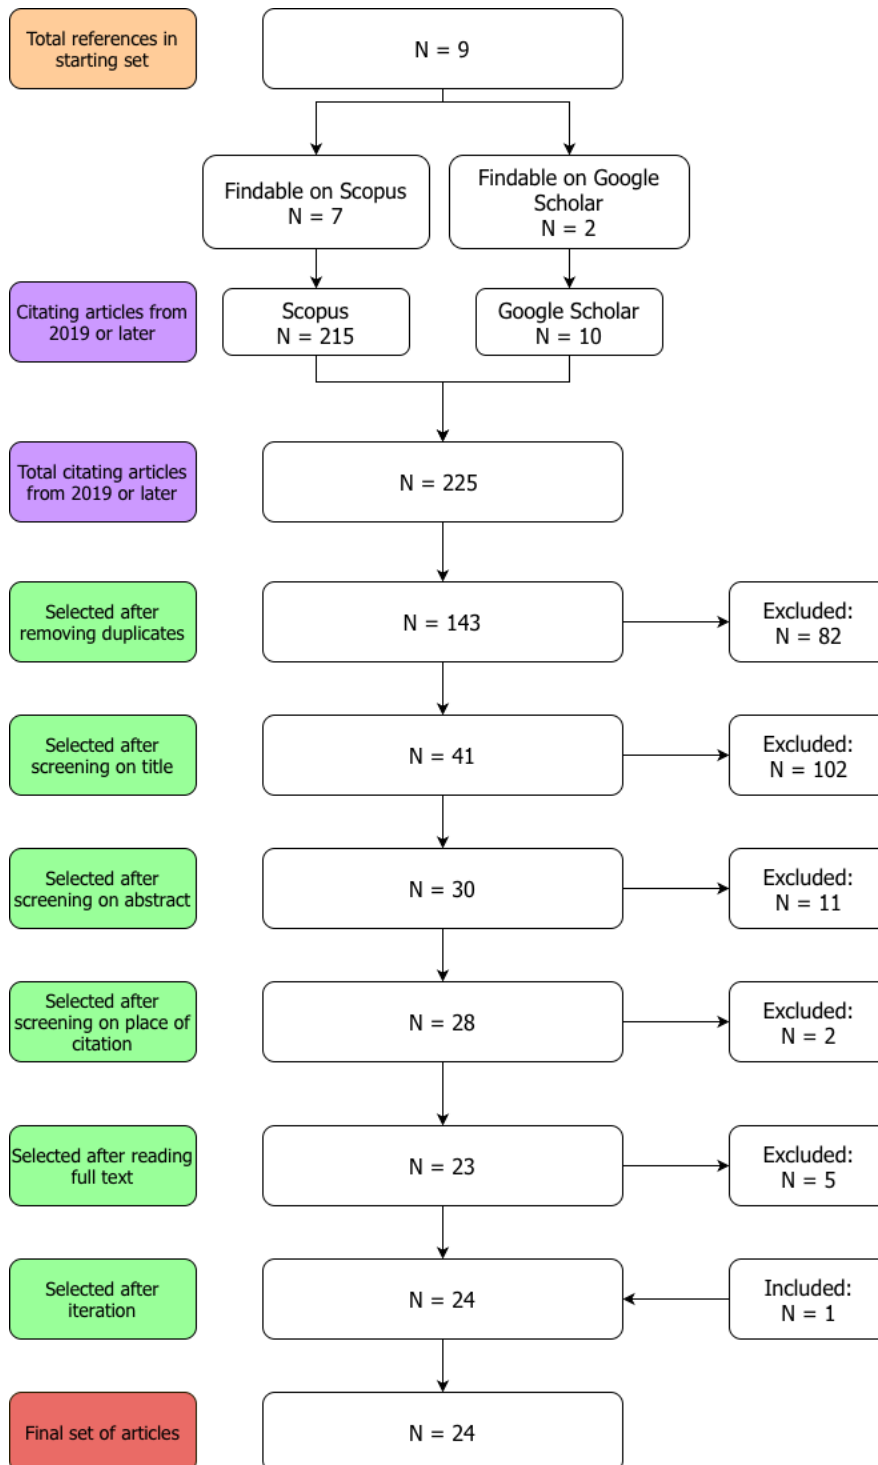 Total references in
starting set
N = 9
Findable on Scopus
N = 7
Findable on Google
Scholar
N = 2
Citating articles from
2019 or later
Scopus
N = 215
Google Scholar
N = 10
Total citating articles
from 2019 or later
N = 225
Selected after
removing duplicates
N = 143
Excluded:
N = 82
Selected after
screening on title
N = 41
Excluded:
N = 102
Selected after
screening on abstract
N = 30
Excluded:
N = 11
Selected after
screening on place of
citation
N = 28
Excluded:
N = 2
Selected after reading
full text
N = 23
Excluded:
N = 5
Selected after
iteration
N = 24
Included:
N = 1
Final set of articles
N = 24